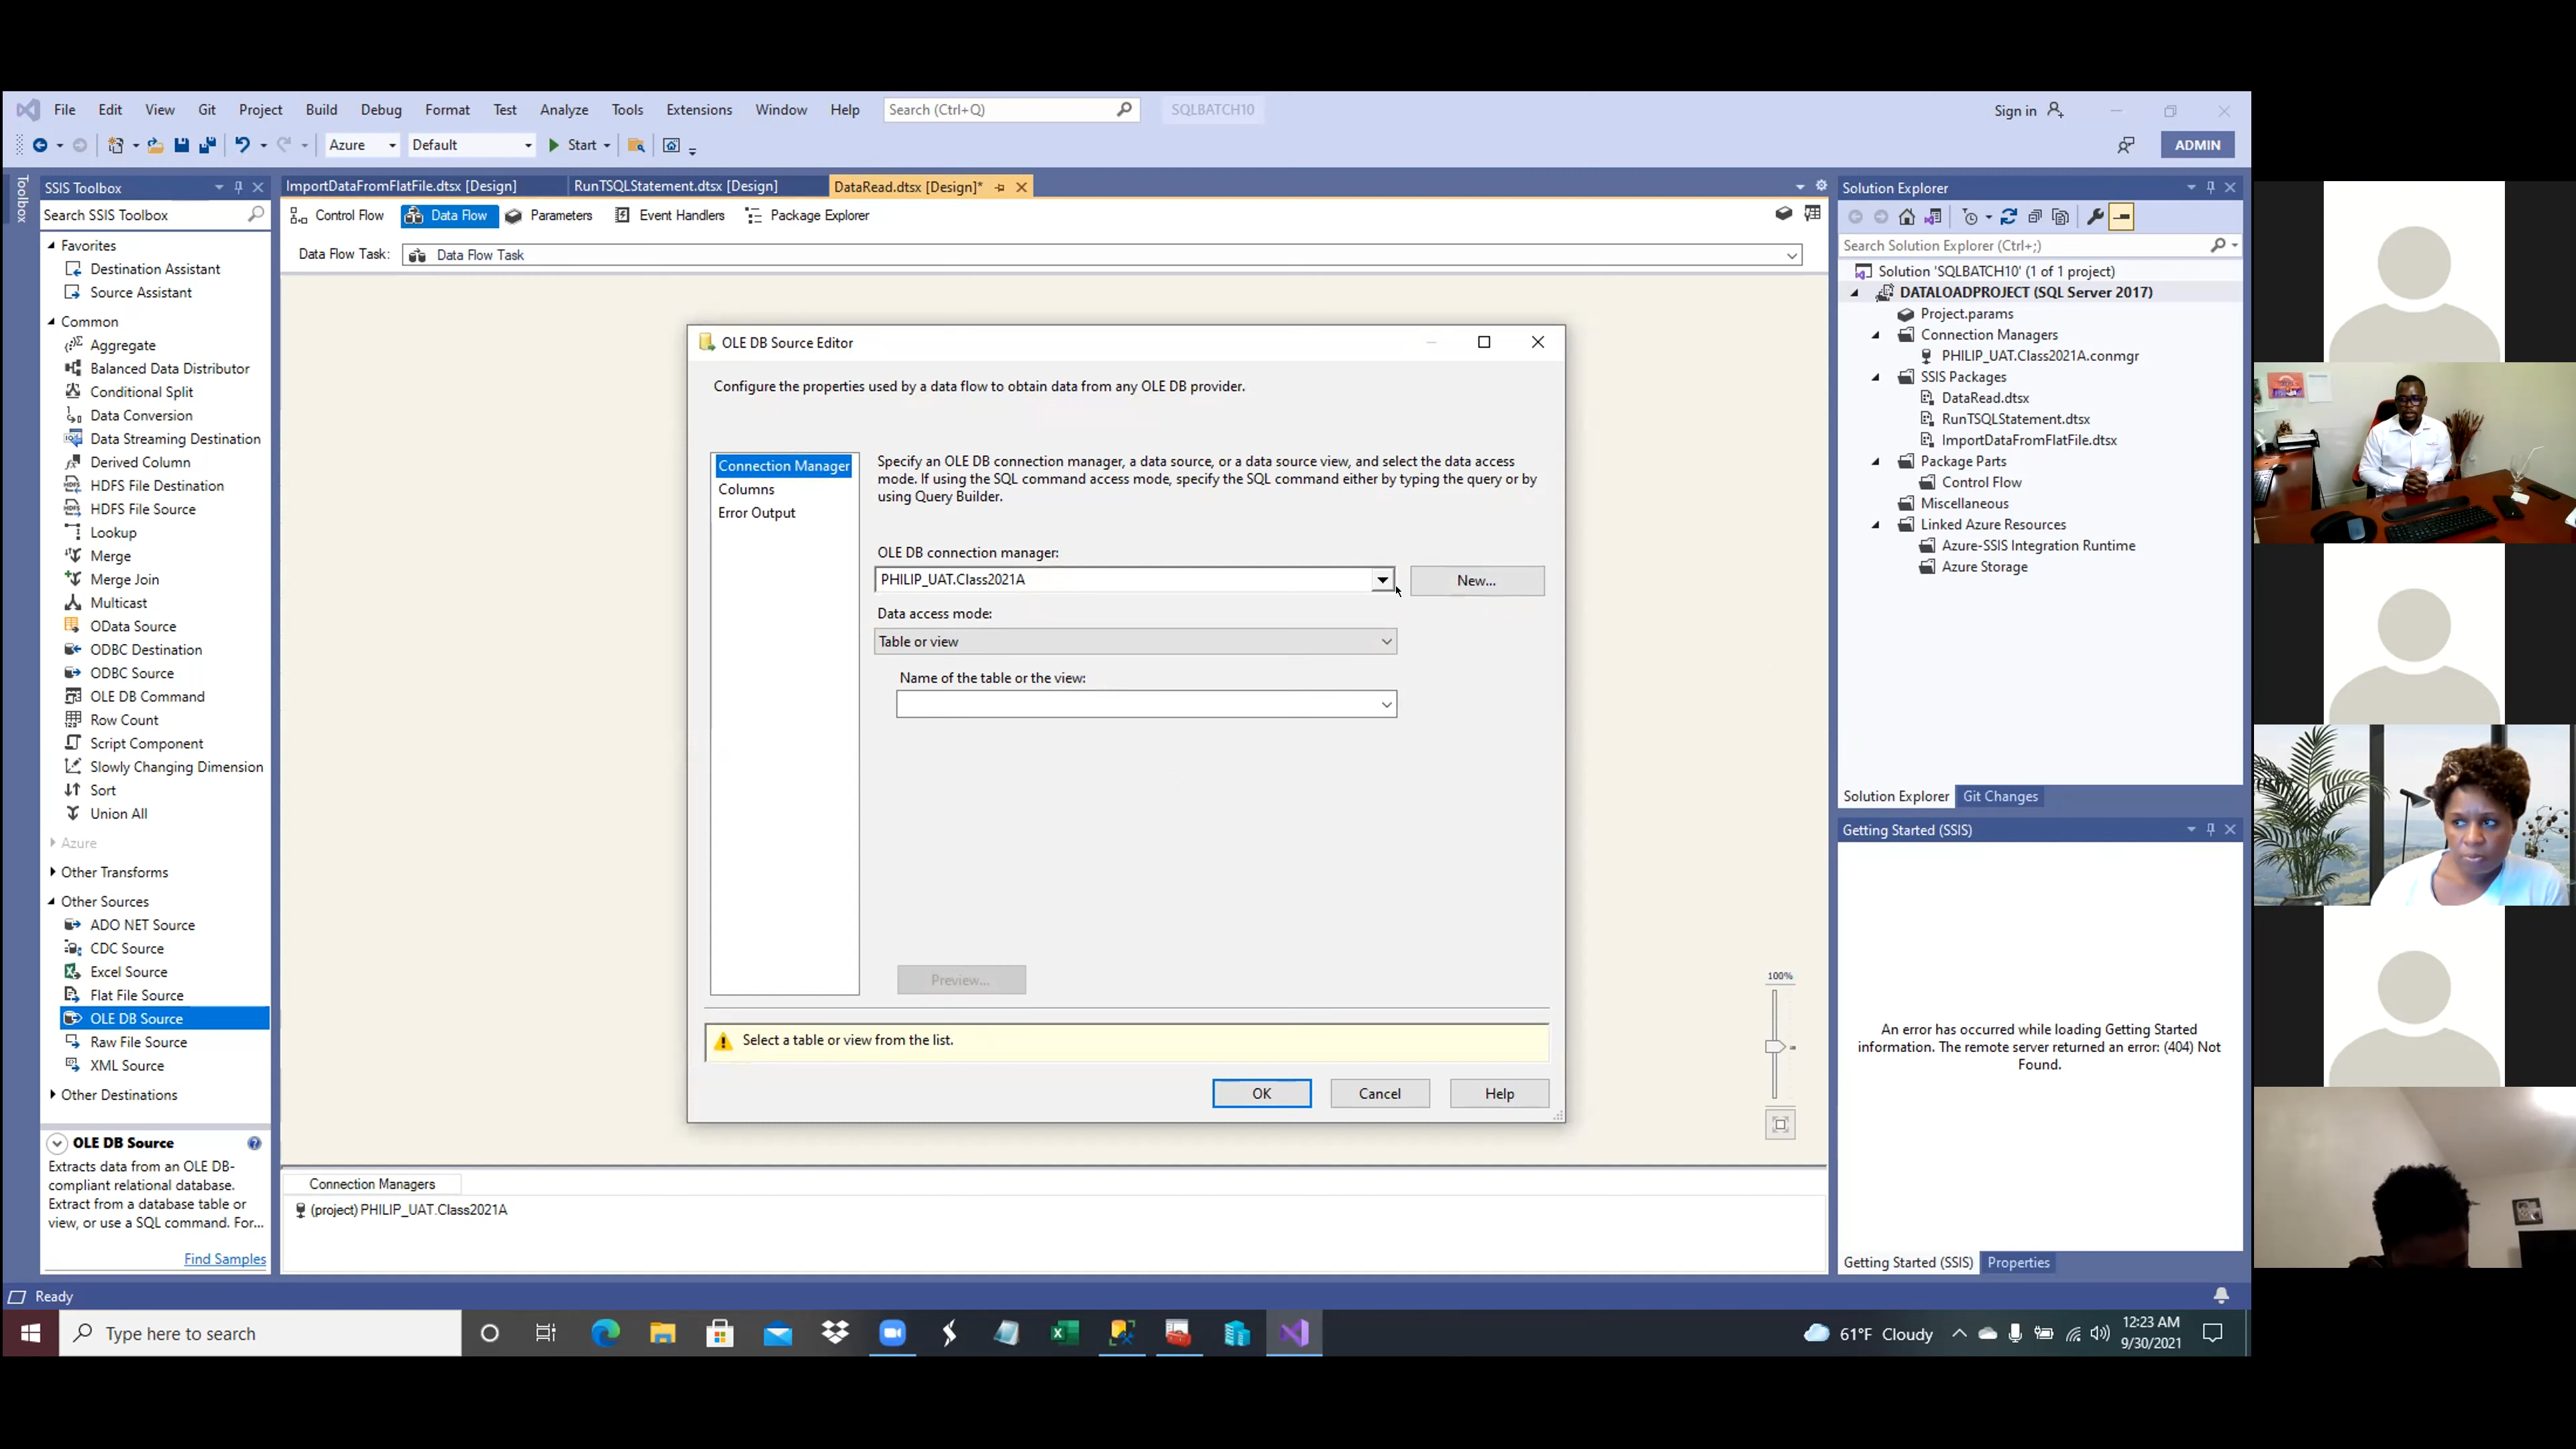 File Edit View Git Project Build Debug Format Test Analyze Tools Extensions Window Help Search (Ctrl+Q) SQLBATCH10 Sign in
Azure Default Start ADMIN
Toolbox
SSIS Toolbox
Search SSIS Toolbox
Favorites
Destination Assistant
Source Assistant
Common
Aggregate
Balanced Data Distributor
Conditional Split
Data Conversion
Data Streaming Destination
Derived Column
HDFS File Destination
HDFS File Source
Lookup
Merge
Merge Join
Multicast
OData Source
ODBC Destination
ODBC Source
OLE DB Command
Row Count
Script Component
Slowly Changing Dimension
Sort
Union All
Azure
Other Transforms
Other Sources
ADO NET Source
CDC Source
Excel Source
Flat File Source
OLE DB Source
Raw File Source
XML Source
Other Destinations
OLE DB Source
Extracts data from an OLE DB-
compliant relational database.
Extract from a database table or
view, or use a SQL command. For...
Find Samples
ImportDataFromFlatFile.dtsx [Design] RunTSQLStatement.dtsx [Design] DataRead.dtsx [Design]*
Control Flow Data Flow Parameters Event Handlers Package Explorer
Data Flow Task: Data Flow Task
OLE DB Source Editor
Configure the properties used by a data flow to obtain data from any OLE DB provider.
Connection Manager
Columns
Error Output
Specify an OLE DB connection manager, a data source, or a data source view, and select the data access
mode. If using the SQL command access mode, specify the SQL command either by typing the query or by
using Query Builder.
OLE DB connection manager:
PHILIP_UAT.Class2021A New...
Data access mode:
Table or view
Name of the table or the view:
Preview...
Select a table or view from the list.
OK Cancel Help
100%
Connection Managers
(project) PHILIP_UAT.Class2021A
Solution Explorer
Search Solution Explorer (Ctrl+;)
Solution 'SQLBATCH10' (1 of 1 project)
DATALOADPROJECT (SQL Server 2017)
Project.params
Connection Managers
PHILIP_UAT.Class2021A.conmgr
SSIS Packages
DataRead.dtsx
RunTSQLStatement.dtsx
ImportDataFromFlatFile.dtsx
Package Parts
Control Flow
Miscellaneous
Linked Azure Resources
Azure-SSIS Integration Runtime
Azure Storage
Solution Explorer Git Changes
Getting Started (SSIS)
An error has occurred while loading Getting Started
information. The remote server returned an error: (404) Not
Found.
Getting Started (SSIS) Properties
Ready
Type here to search
61°F Cloudy
12:23 AM
9/30/2021